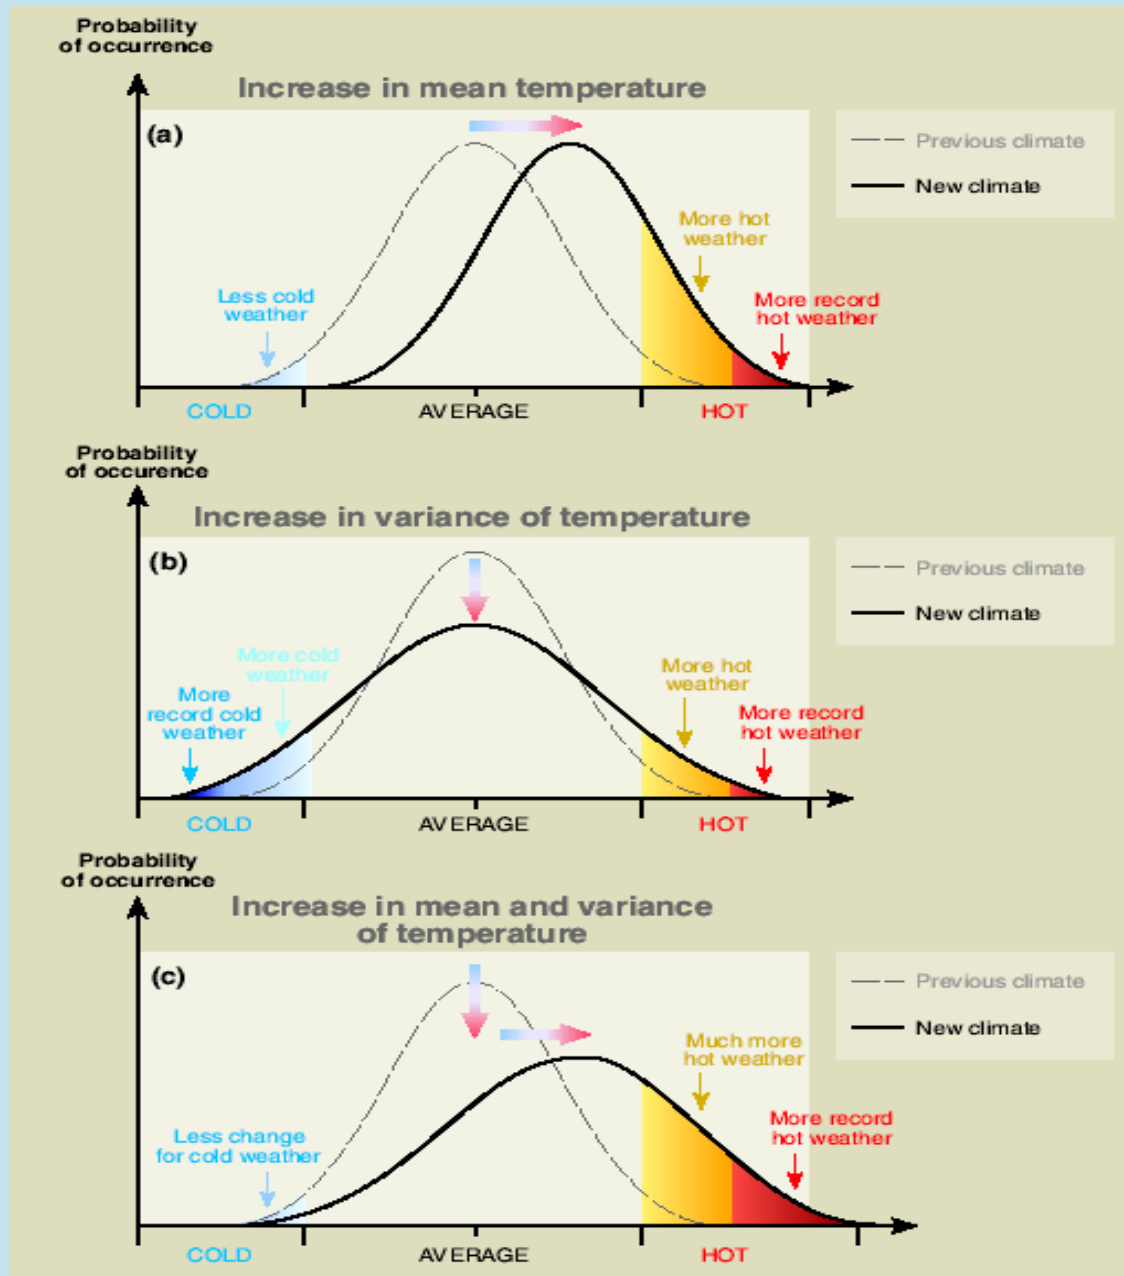 Probability
of occurrence
Increase in mean temperature
(a)
Previous climate
New climate
More hot
weather
Less cold
weather
More record
hot weather
COLD
AVERAGE
HOT
Probability
of occurence
Increase in variance of temperature
(b)
Previous climate
New climate
More cold
weather
More hot
weather
More
record cold
weather
More record
hot weather
COLD
AVERAGE
HOT
Probability
of occurrence
Increase in mean and variance
of temperature
(c)
Previous climate
New climate
Much more
hot weather
More record
hot weather
Less change
for cold weather
COLD
AVERAGE
HOT